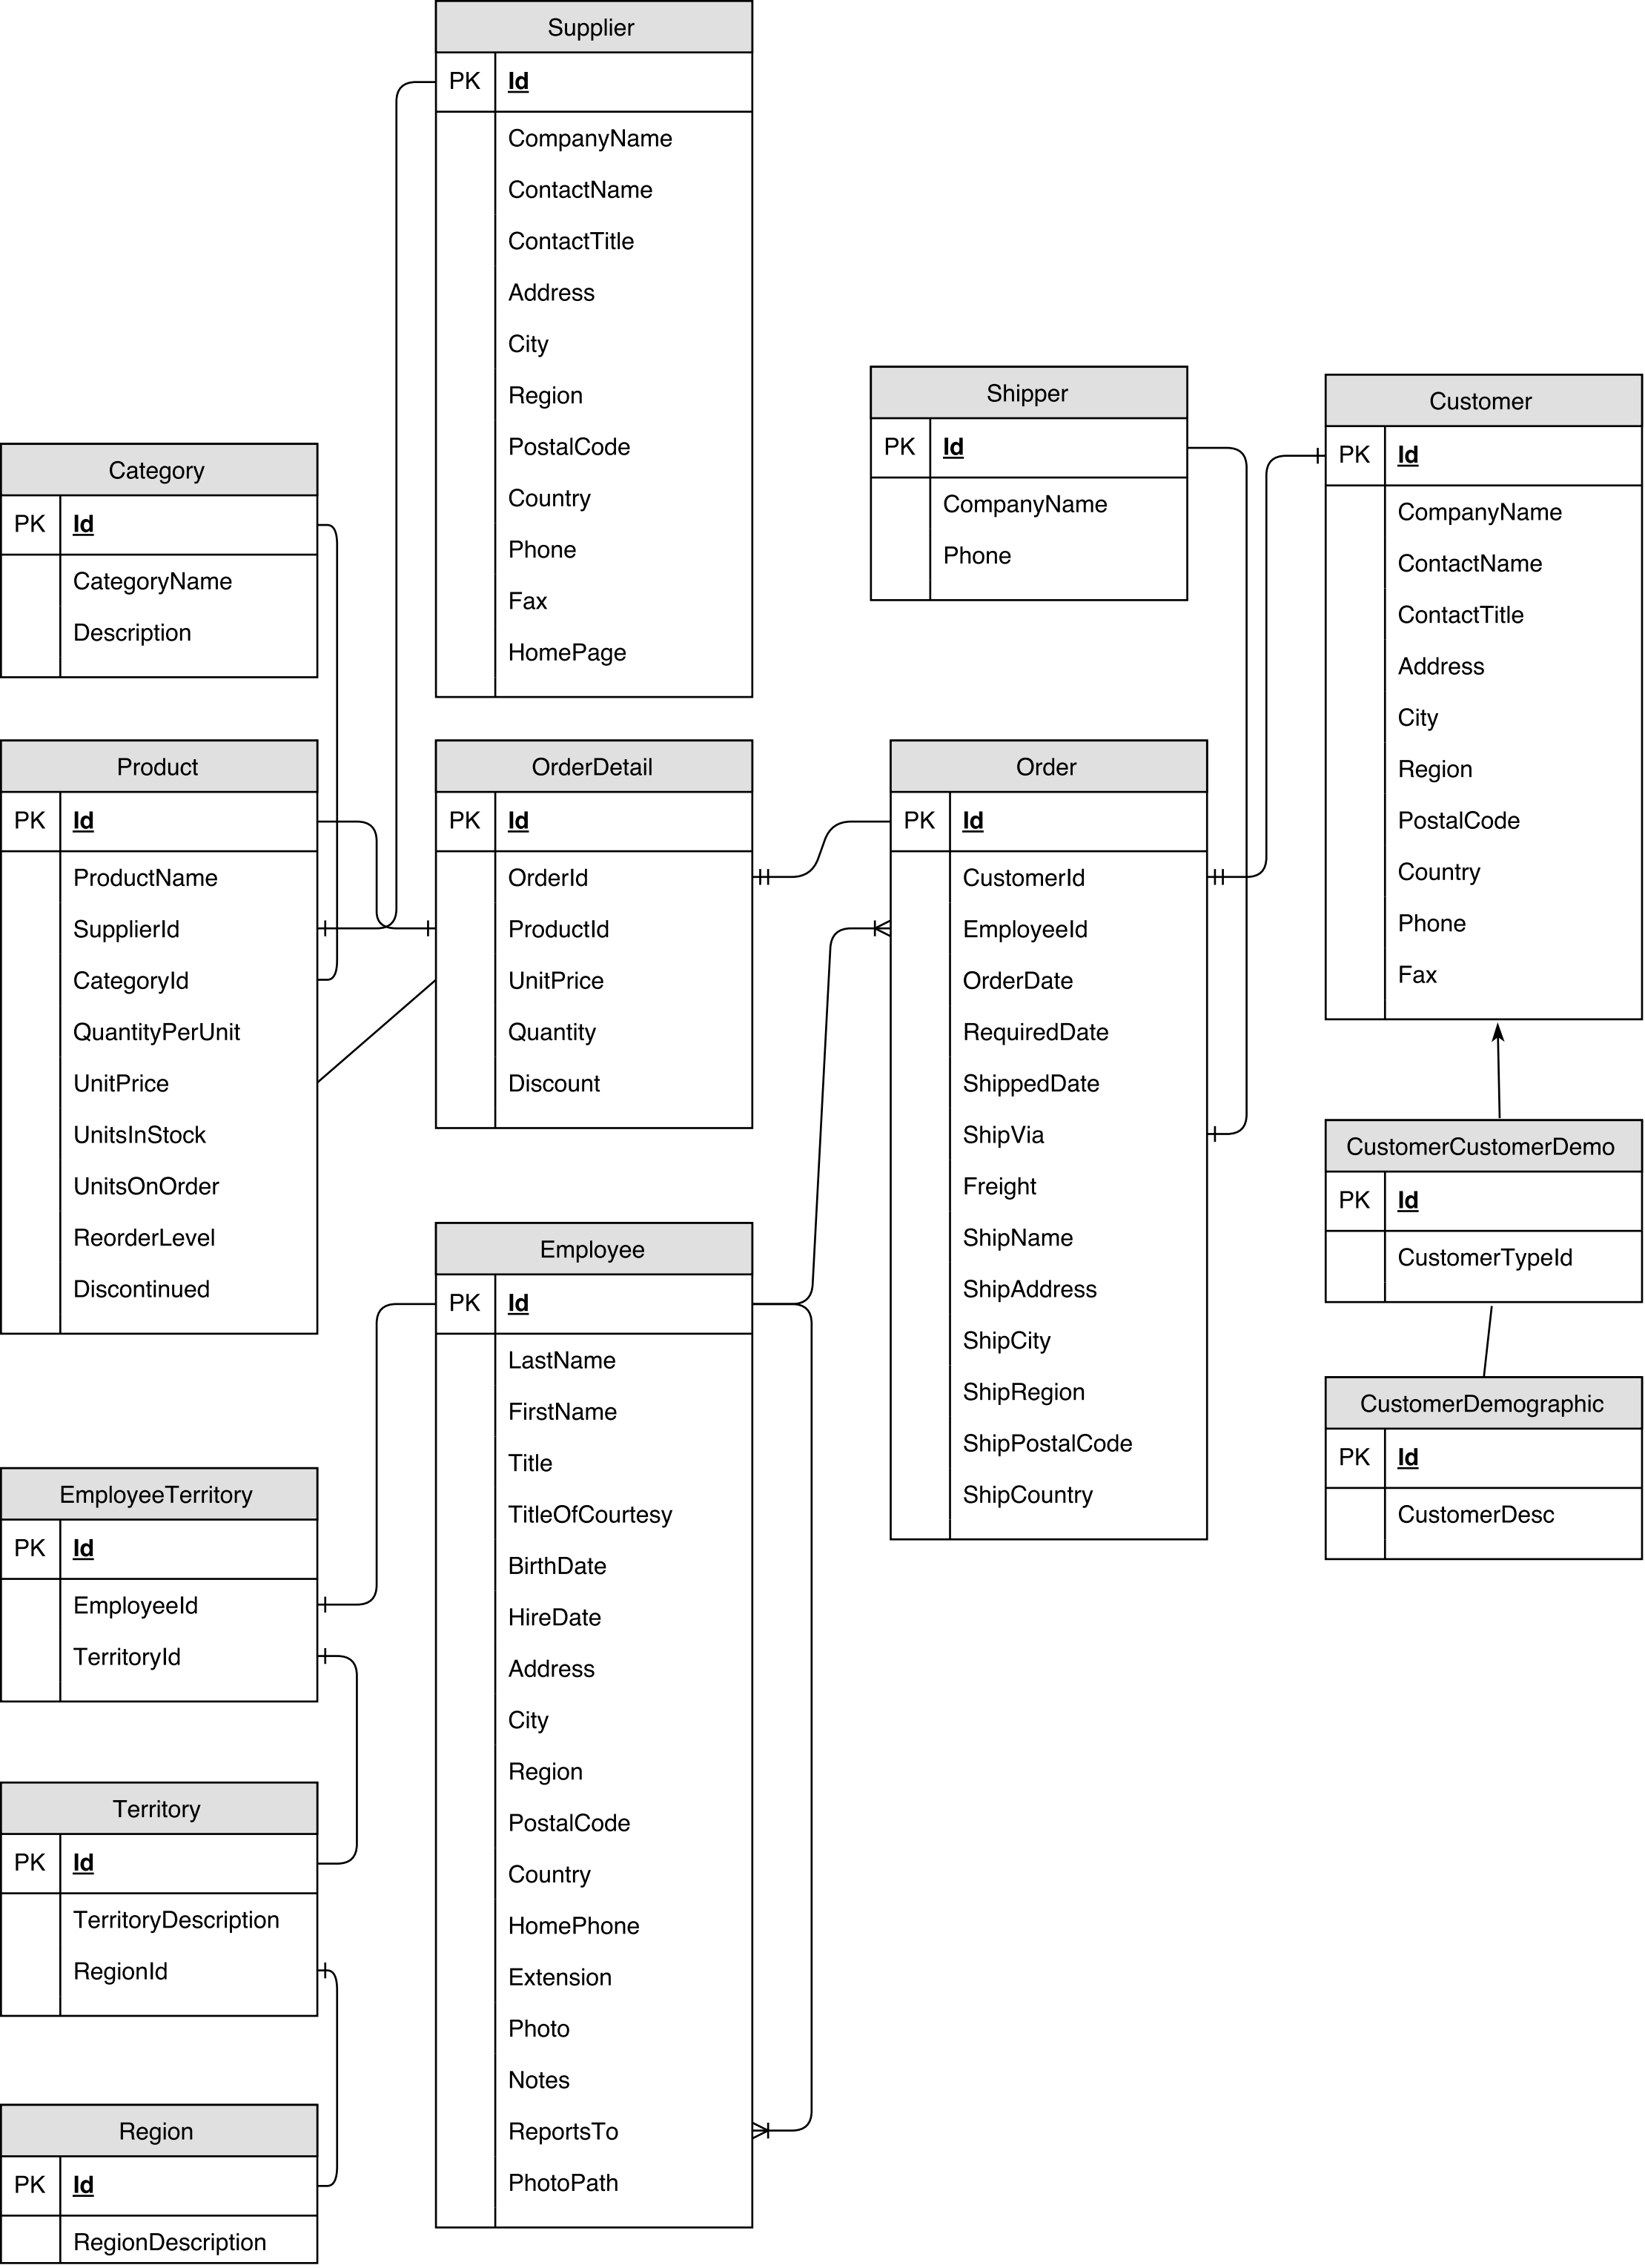 Supplier
PK Id
CompanyName
ContactName
ContactTitle
Address
City
Region
PostalCode
Country
Phone
Fax
HomePage
Shipper
PK Id
CompanyName
Phone
Customer
PK Id
CompanyName
ContactName
ContactTitle
Address
City
Region
PostalCode
Country
Phone
Fax
Category
PK Id
CategoryName
Description
Product
PK Id
ProductName
SupplierId
CategoryId
QuantityPerUnit
UnitPrice
UnitsInStock
UnitsOnOrder
ReorderLevel
Discontinued
OrderDetail
PK Id
OrderId
ProductId
UnitPrice
Quantity
Discount
Order
PK Id
CustomerId
EmployeeId
OrderDate
RequiredDate
ShippedDate
ShipVia
Freight
ShipName
ShipAddress
ShipCity
ShipRegion
ShipPostalCode
ShipCountry
CustomerCustomerDemo
PK Id
CustomerTypeId
CustomerDemographic
PK Id
CustomerDesc
Employee
PK Id
LastName
FirstName
Title
TitleOfCourtesy
BirthDate
HireDate
Address
City
Region
PostalCode
Country
HomePhone
Extension
Photo
Notes
ReportsTo
PhotoPath
EmployeeTerritory
PK Id
EmployeeId
TerritoryId
Territory
PK Id
TerritoryDescription
RegionId
Region
PK Id
RegionDescription